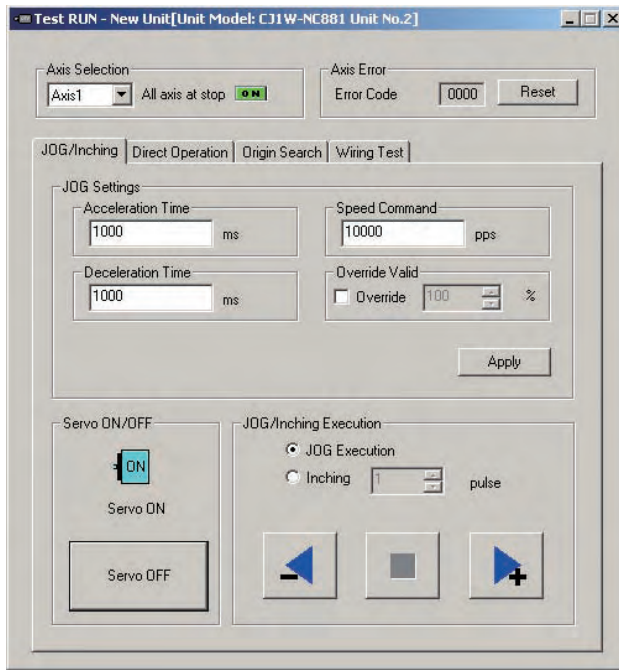 Test RUN - New Unit[Unit Model: CJ1W-NC881 Unit No.2]
Axis Selection
Axis1 All axis at stop ON
Axis Error
Error Code 0000 Reset
JOG/Inching Direct Operation Origin Search Wiring Test
JOG Settings
Acceleration Time
1000 ms
Speed Command
10000 pps
Deceleration Time
1000 ms
Override Valid
Override 100 %
Apply
Servo ON/OFF
ON
Servo ON
Servo OFF
JOG/Inching Execution
JOG Execution
Inching 1 pulse
- +